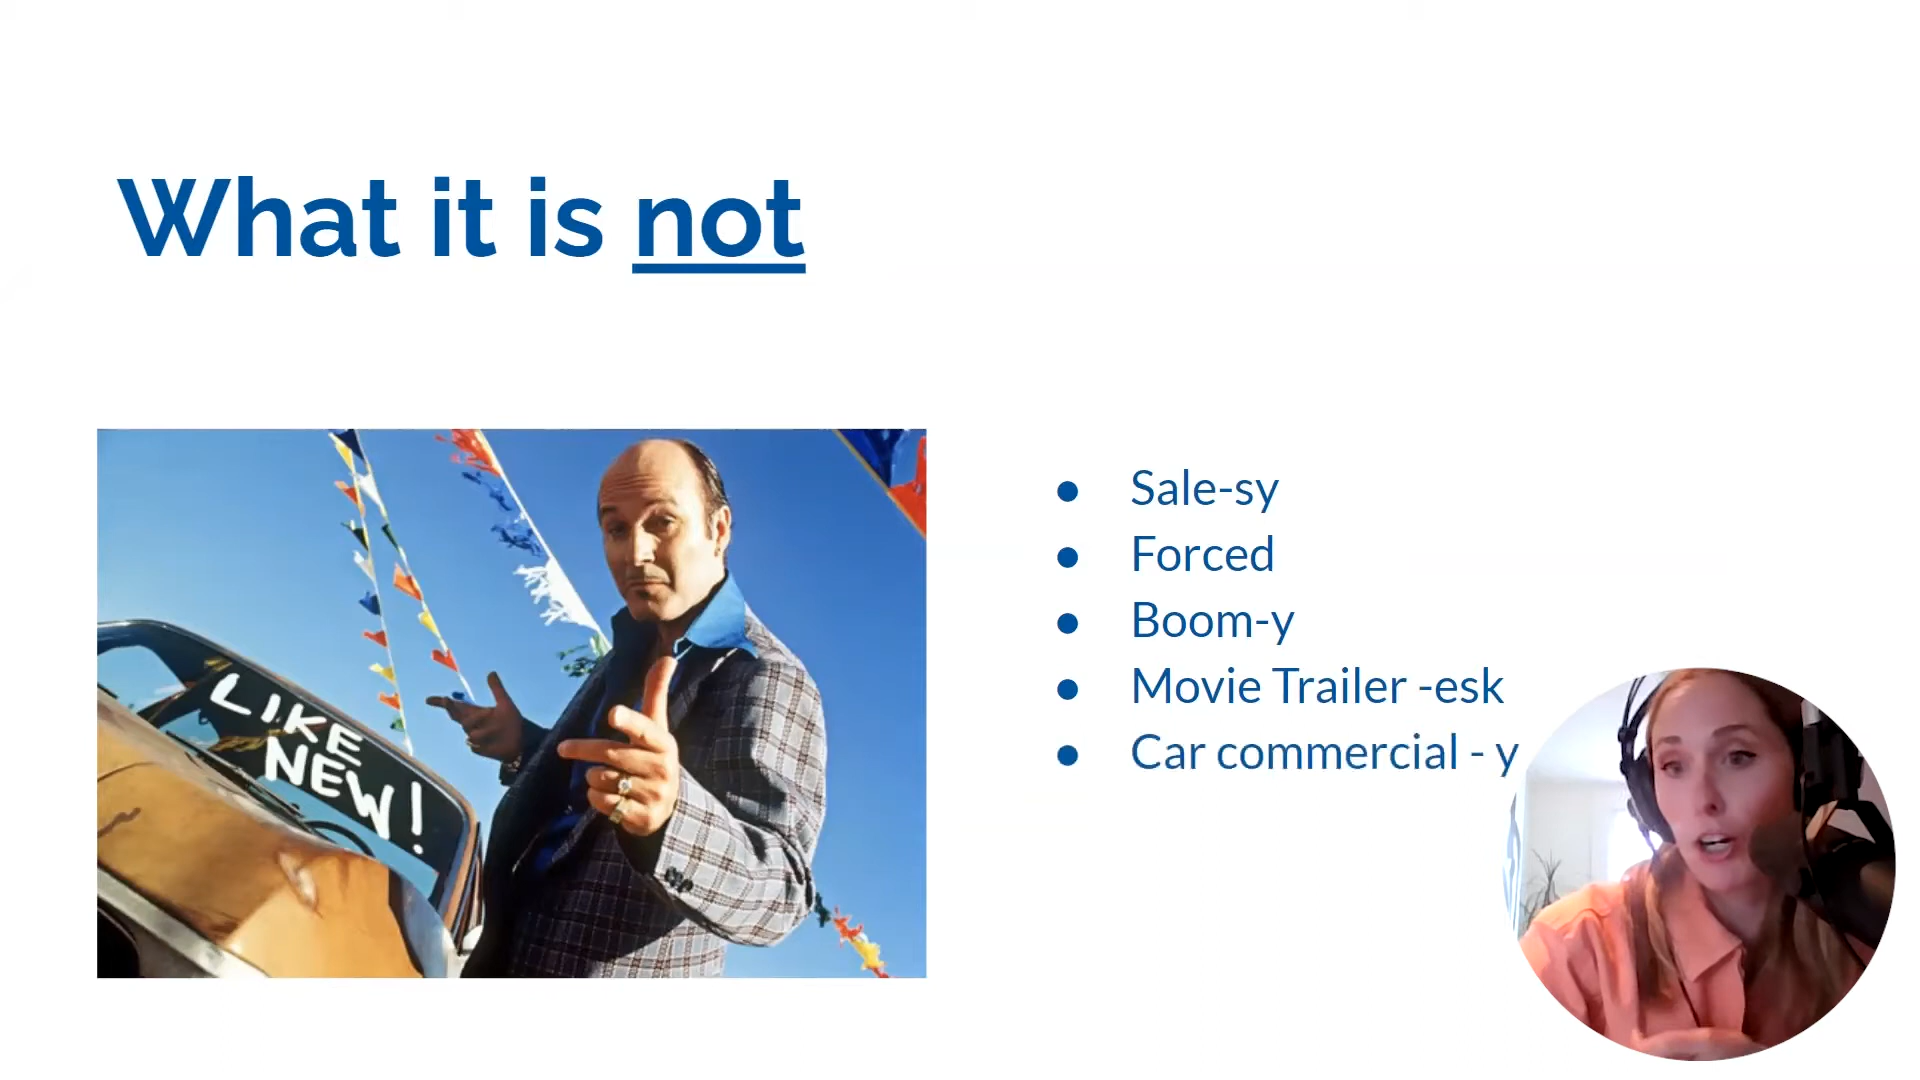 What it is not
LIKE
NEW!
● Sale-sy
● Forced
● Boom-y
● Movie Trailer -esk
● Car commercial - y